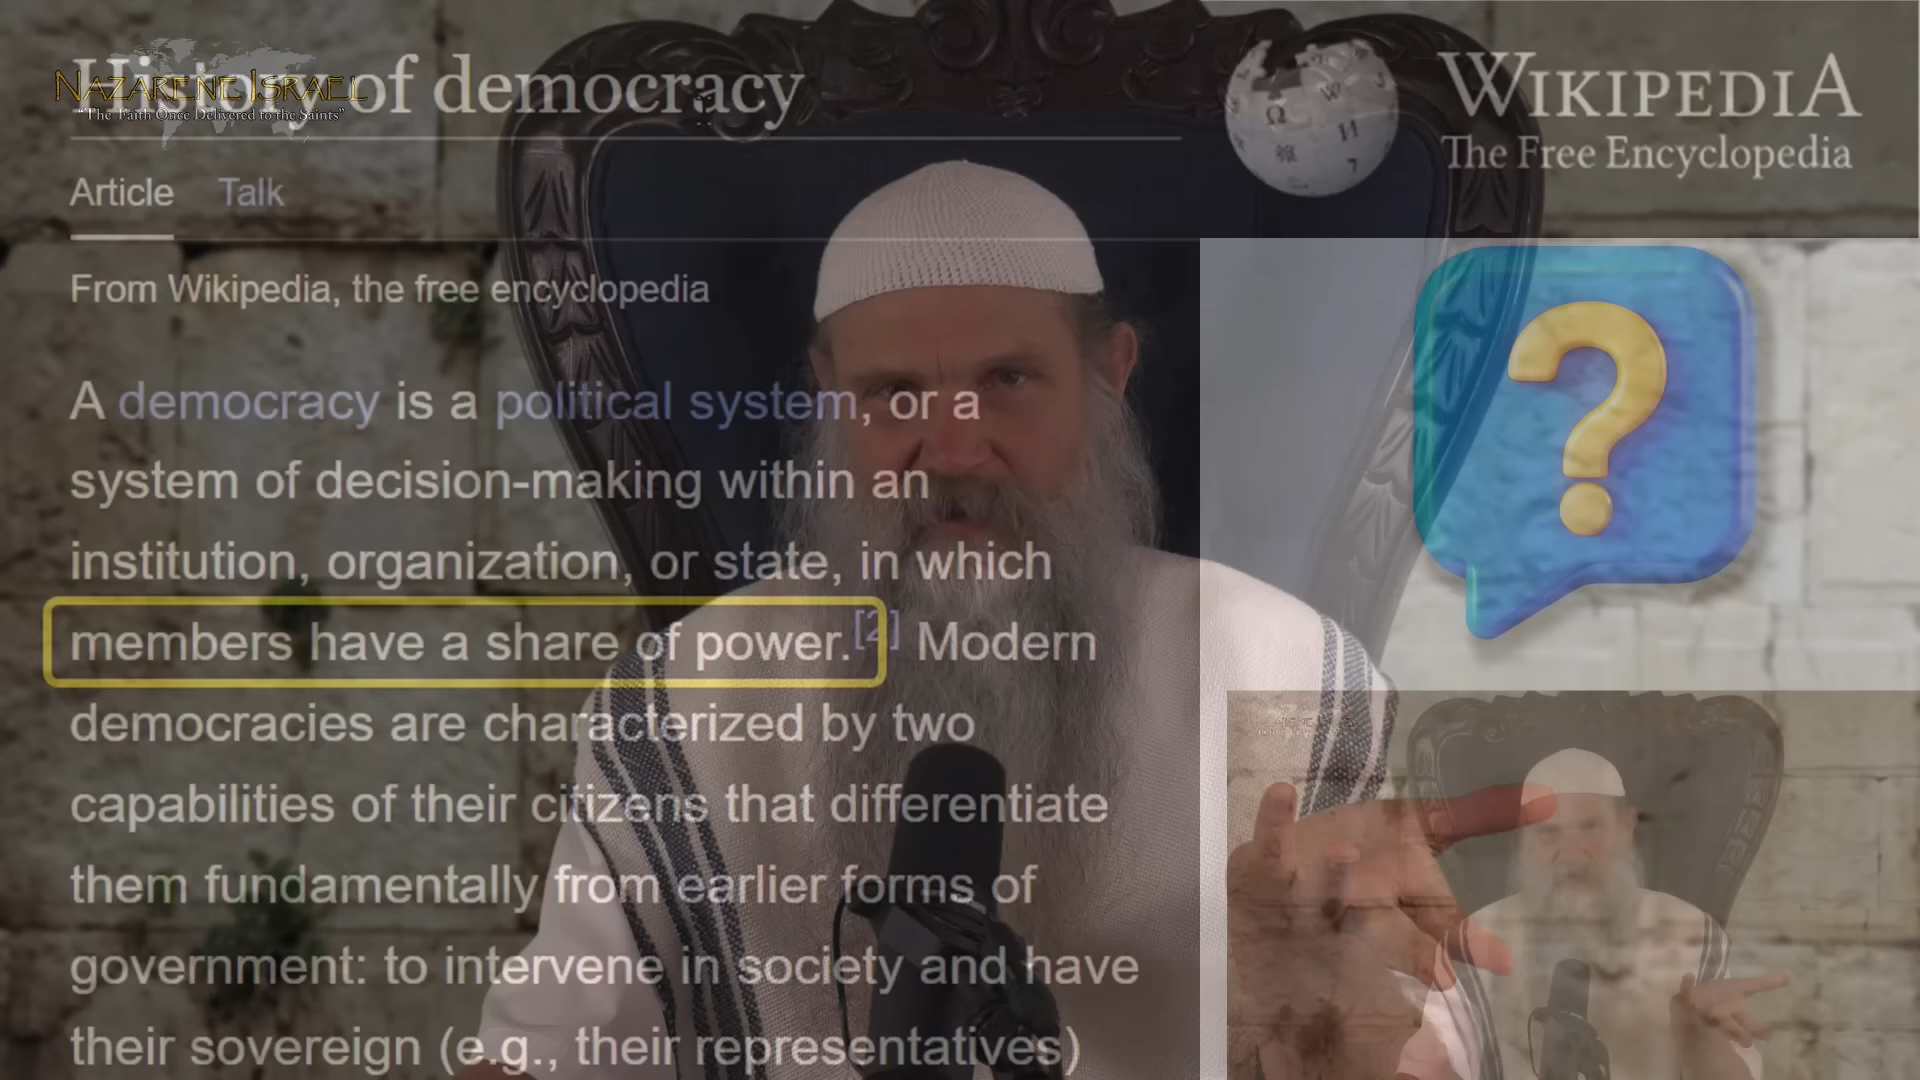 NAZARENE ISRAEL
"The Faith Once Delivered to the Saints"
History of democracy
WIKIPEDIA
The Free Encyclopedia
Article Talk
From Wikipedia, the free encyclopedia
A democracy is a political system, or a
system of decision-making within an
institution, organization, or state, in which
members have a share of power.[2] Modern
democracies are characterized by two
capabilities of their citizens that differentiate
them fundamentally from earlier forms of
government: to intervene in society and have
their sovereign (e.g., their representatives)
?